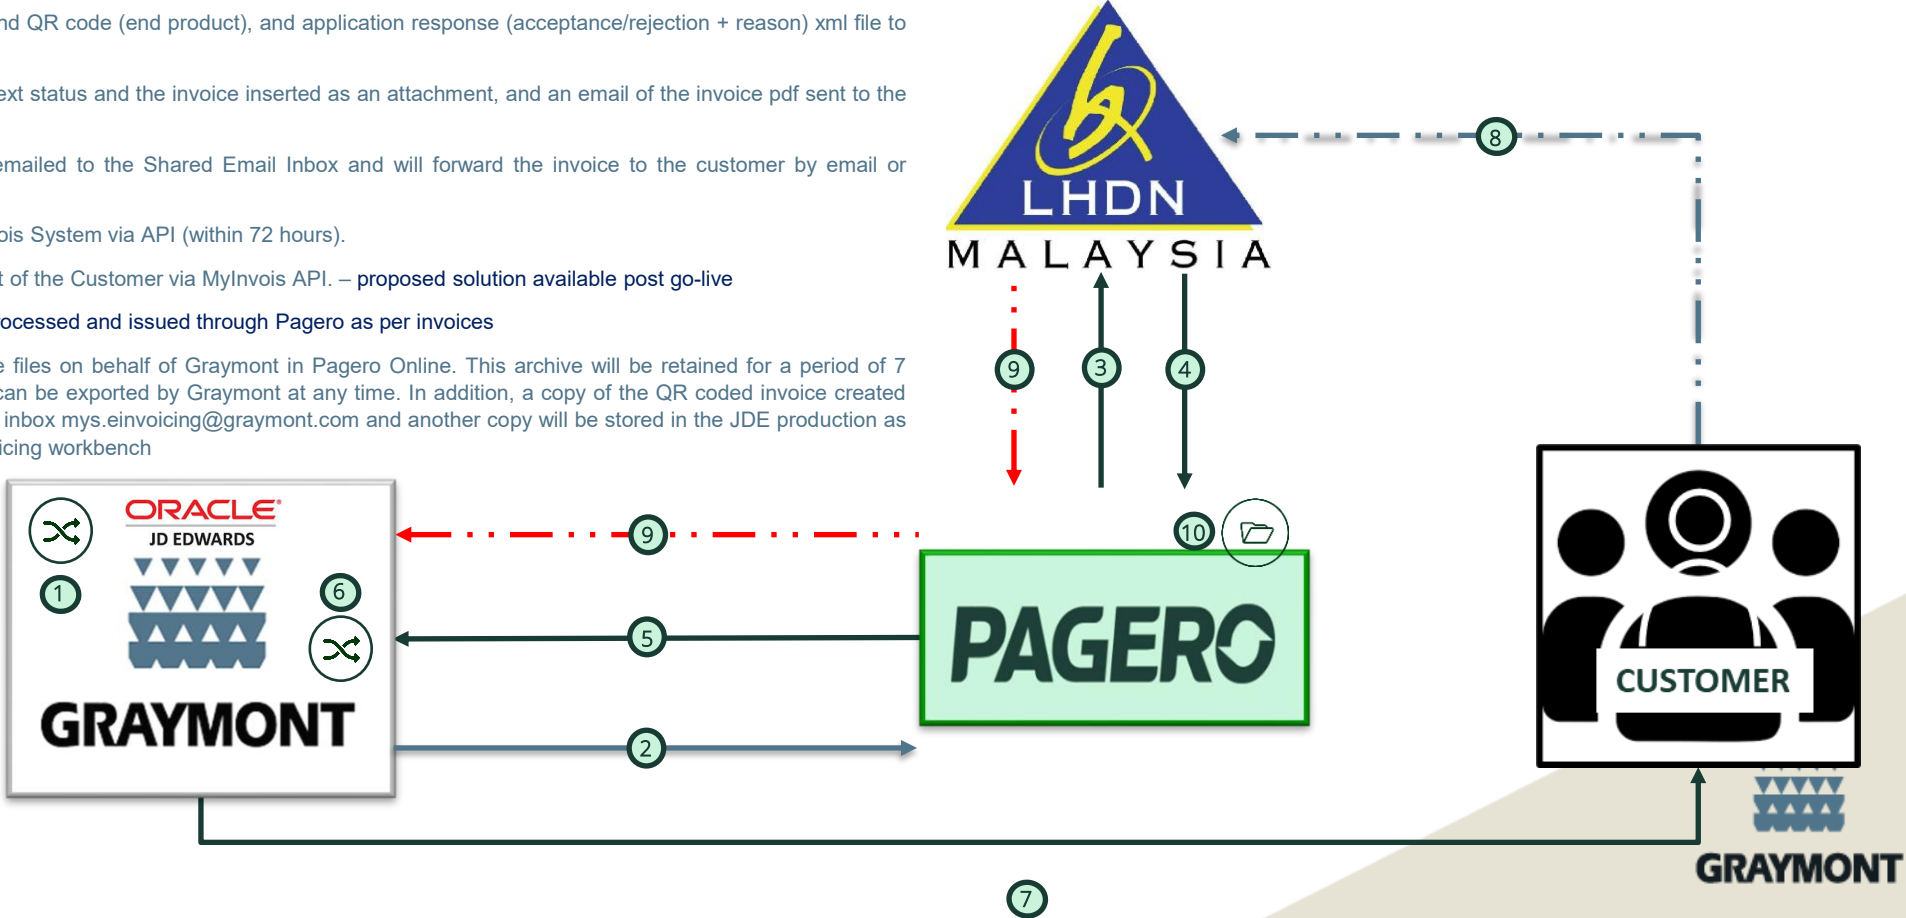 nd QR code (end product), and application response (acceptance/rejection + reason) xml file to
ext status and the invoice inserted as an attachment, and an email of the invoice pdf sent to the
emailed to the Shared Email Inbox and will forward the invoice to the customer by email or
ois System via API (within 72 hours).
t of the Customer via MyInvois API. – proposed solution available post go-live
rocessed and issued through Pagero as per invoices
e files on behalf of Graymont in Pagero Online. This archive will be retained for a period of 7
can be exported by Graymont at any time. In addition, a copy of the QR coded invoice created
inbox mys.einvoicing@graymont.com and another copy will be stored in the JDE production as
icing workbench
LHDN
MALAYSIA
8
9
3
4
ORACLE
JD EDWARDS
1
6
GRAYMONT
9
5
2
10
PAGERO
CUSTOMER
7
GRAYMONT